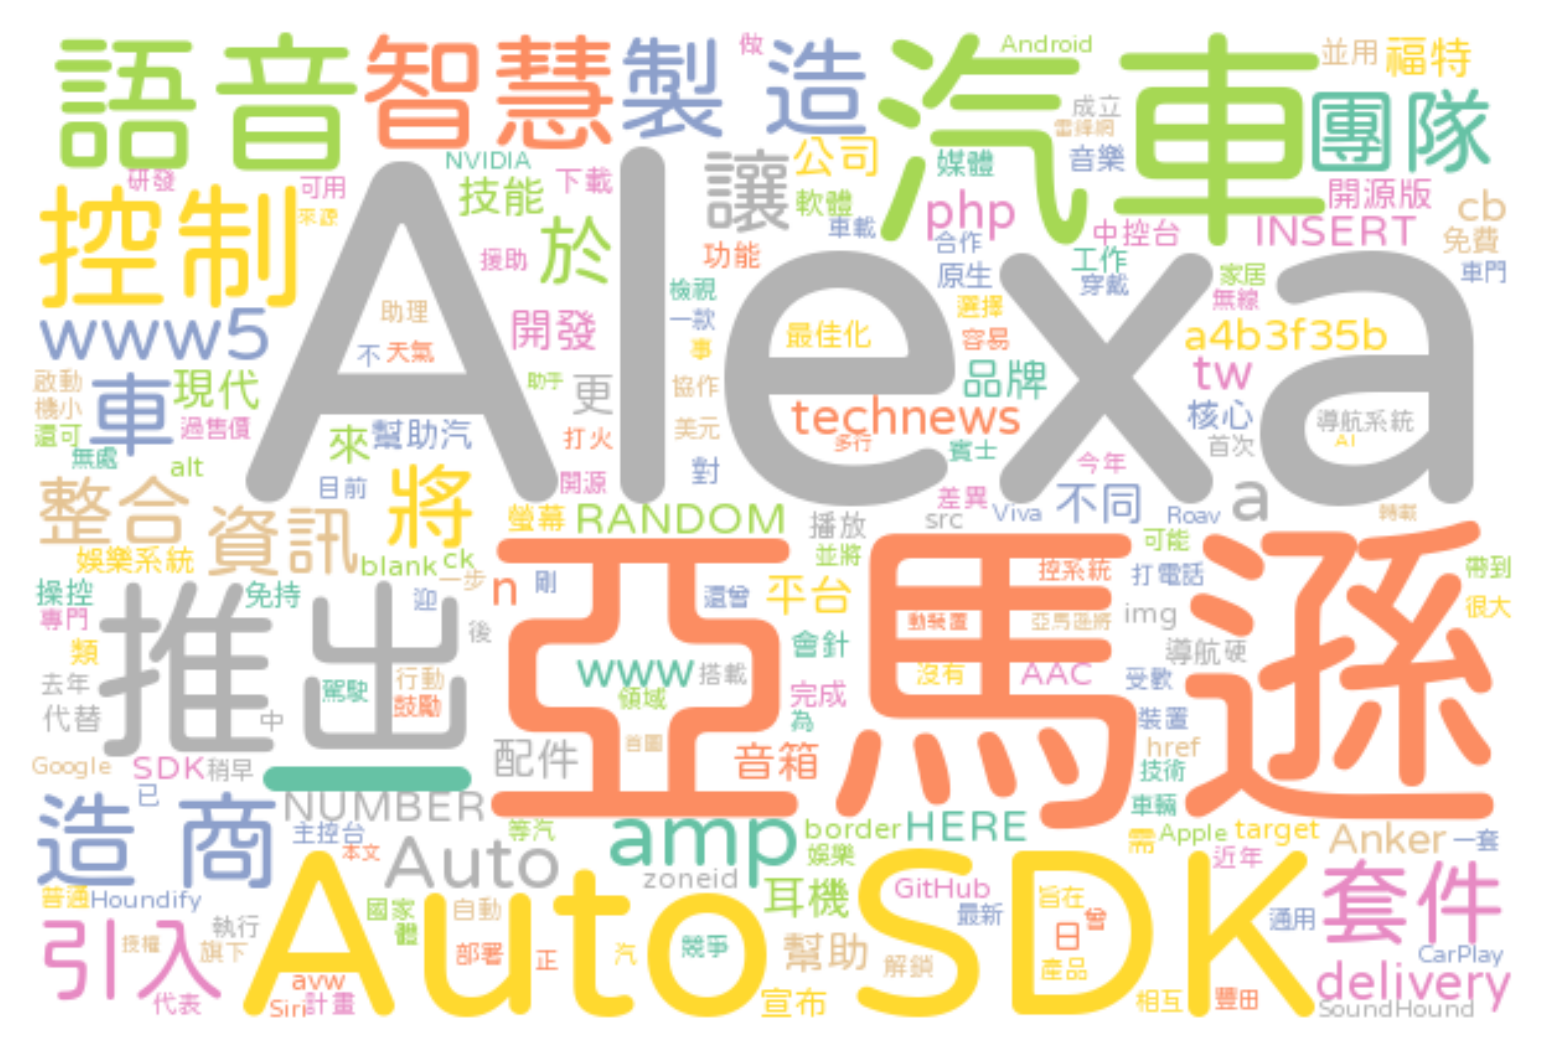 語音 智慧 製造 做 汽車 Android 並用 福特
成立 雷鋒網 團隊
NVIDIA 公司 媒體 音樂
研發 可用 技能 下載 讓 軟體 開源版
控制 來源 於 車載 php 中控台 INSERT cb
援助 功能 合作 工作 免費
Alexa
原生 穿戴 家居 車門
檢視 選擇 無線
www5 助理 開發 一款 最佳化 容易 a4b3f35b
不 天氣 事
啟動 車 現代 助手 更 協作 品牌 tw
機小 過售價 technews 核心 導航系統
還可 來 幫助汽 打火 美元 多行 首次 AI
無處 alt 對 賓士 今年
整合 目前 將 開源 差異 不同 a
資訊 螢幕 RANDOM 播放 src Viva Roav 轉載
娛樂系統 blank ck 並將 可能 帶到
操控 免持 一步 n 剛 還曾 平台 控系統 打電話 很大
亞馬遜
專門 推出 迎 動裝置 亞馬遜將 img
類 後 會針 導航硬
去年 駕駛 行動 www 搭載 沒有 AAC 受歡
代替 中 鼓勵 領域 完成 裝置
為 href
Google SDK 稍早 配件 首圖 音箱 技術
已 一 NUMBER 車輛
造商 主控台 等汽 amp border HERE 需 Apple target Anker 一套
本文 Auto 娛樂 近年
普通 Houndify zoneid 耳機 GitHub 套件
Auto SDK
國家 自動 最新 旨在 曾 通用
引入 執行 體
授權 旗下 部署 正 汽 競爭 幫助 解鎖 日 產品 CarPlay
avw delivery
代表 Siri 計畫 宣布 相互 豐田 SoundHound